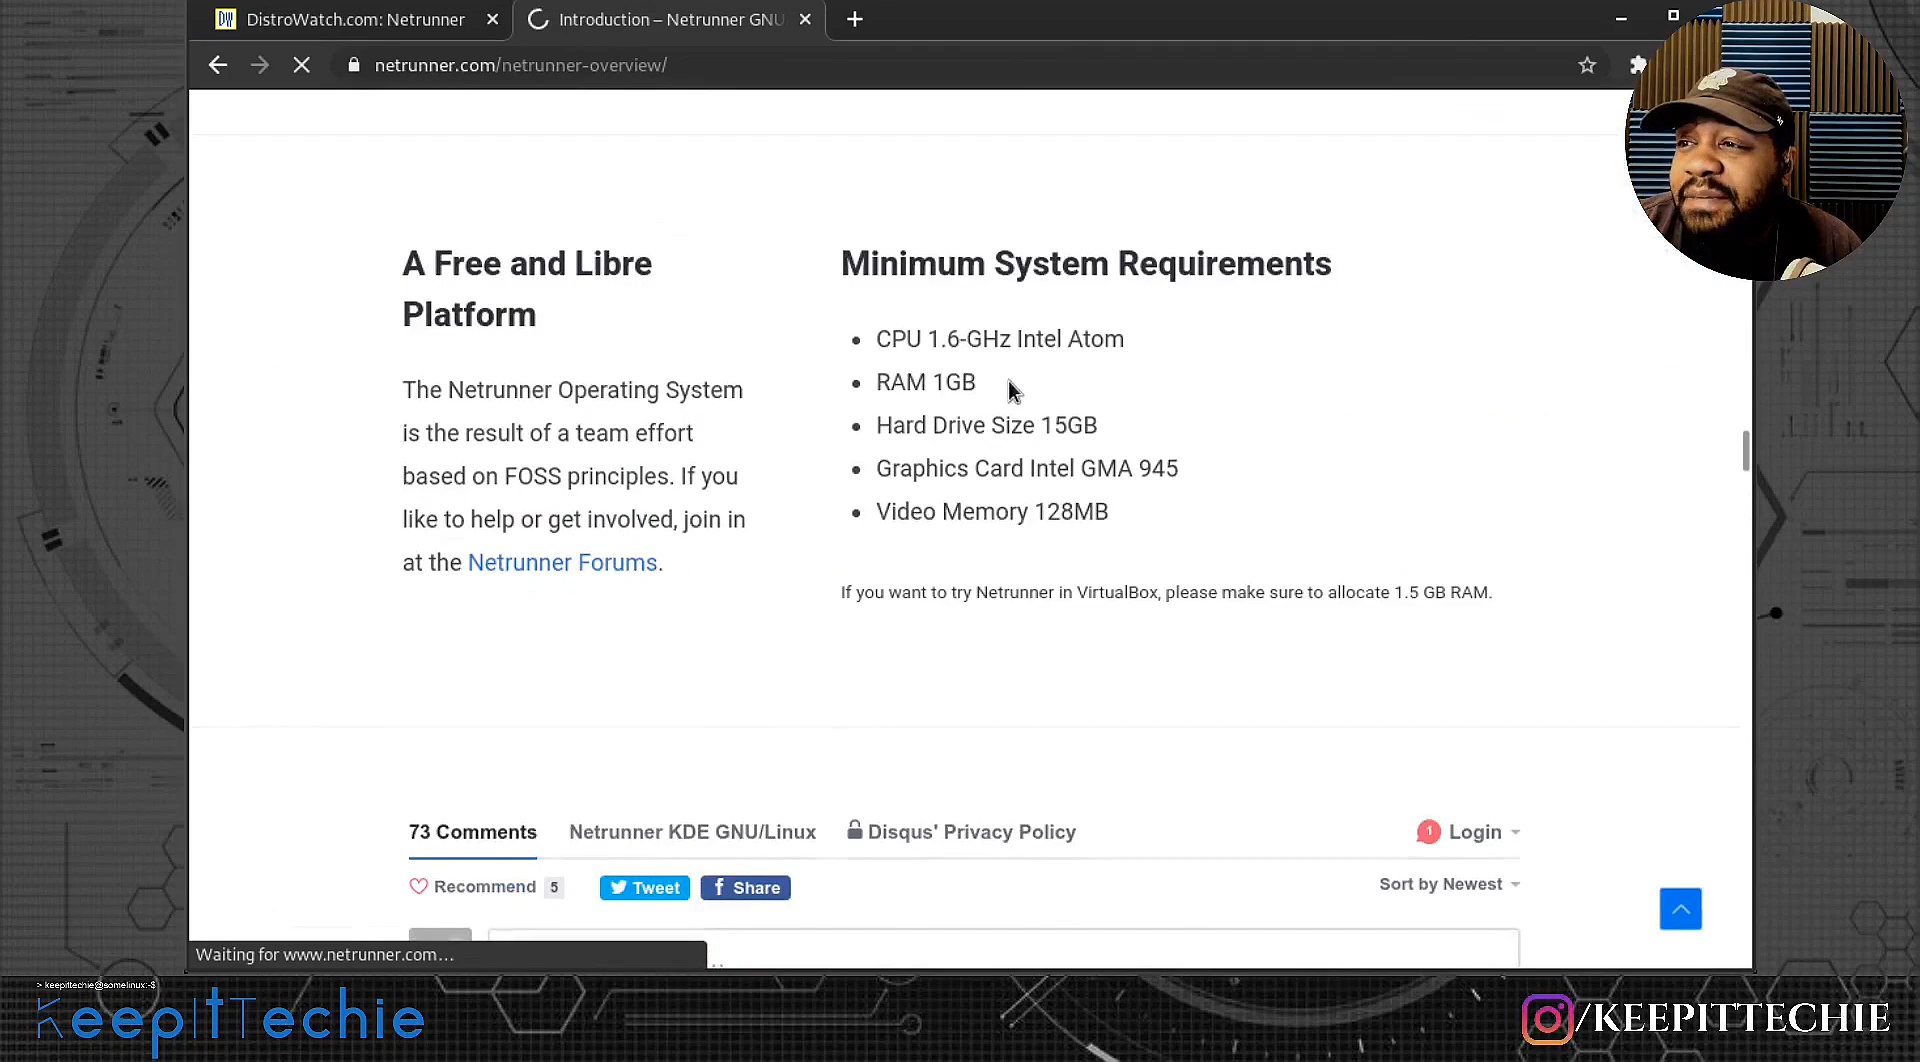 DW DistroWatch.com: Netrunner
Introduction – Netrunner GNU
netrunner.com/netrunner-overview/
A Free and Libre
Platform
The Netrunner Operating System
is the result of a team effort
based on FOSS principles. If you
like to help or get involved, join in
at the Netrunner Forums.
Minimum System Requirements
• CPU 1.6-GHz Intel Atom
• RAM 1GB
• Hard Drive Size 15GB
• Graphics Card Intel GMA 945
• Video Memory 128MB
If you want to try Netrunner in VirtualBox, please make sure to allocate 1.5 GB RAM.
73 Comments Netrunner KDE GNU/Linux Disqus' Privacy Policy 1 Login
Recommend 5 Tweet f Share Sort by Newest
Waiting for www.netrunner.com...
> keepittechie@somelinux:~$
KeepItTechie
/KEEPITTECHIE